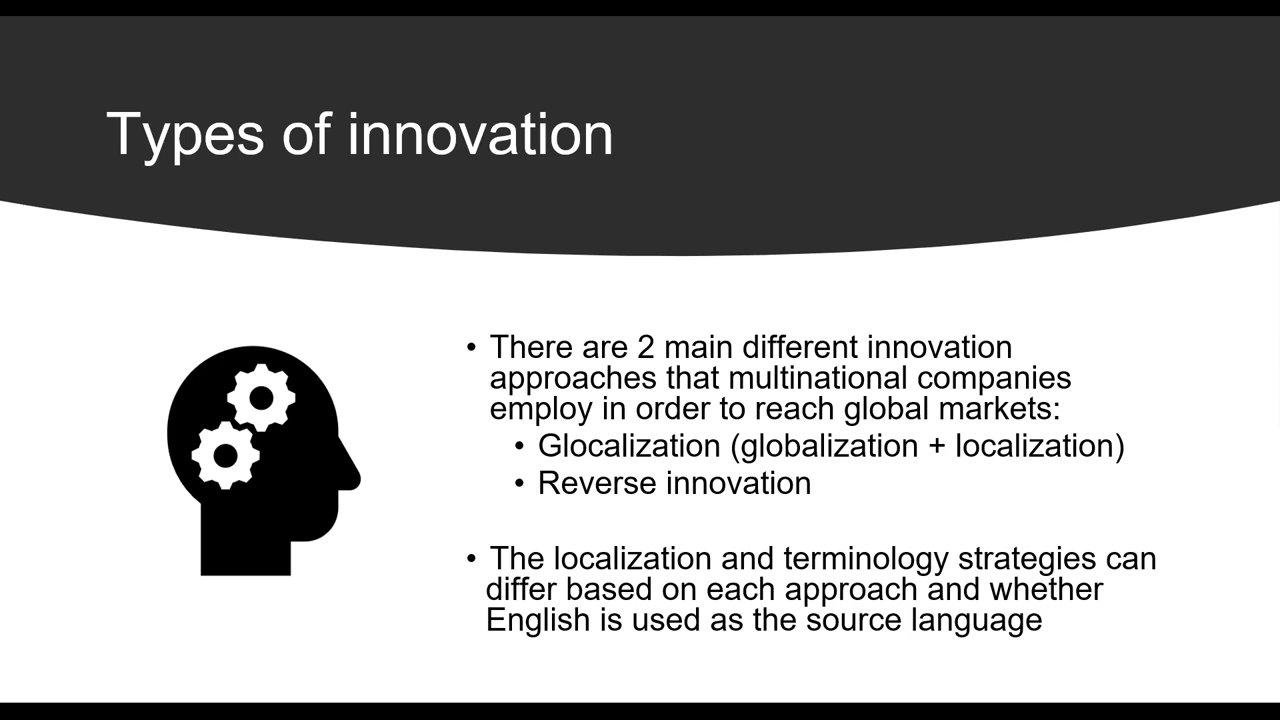 Types of innovation
• There are 2 main different innovation
approaches that multinational companies
employ in order to reach global markets:
• Glocalization (globalization + localization)
• Reverse innovation
• The localization and terminology strategies can
differ based on each approach and whether
English is used as the source language